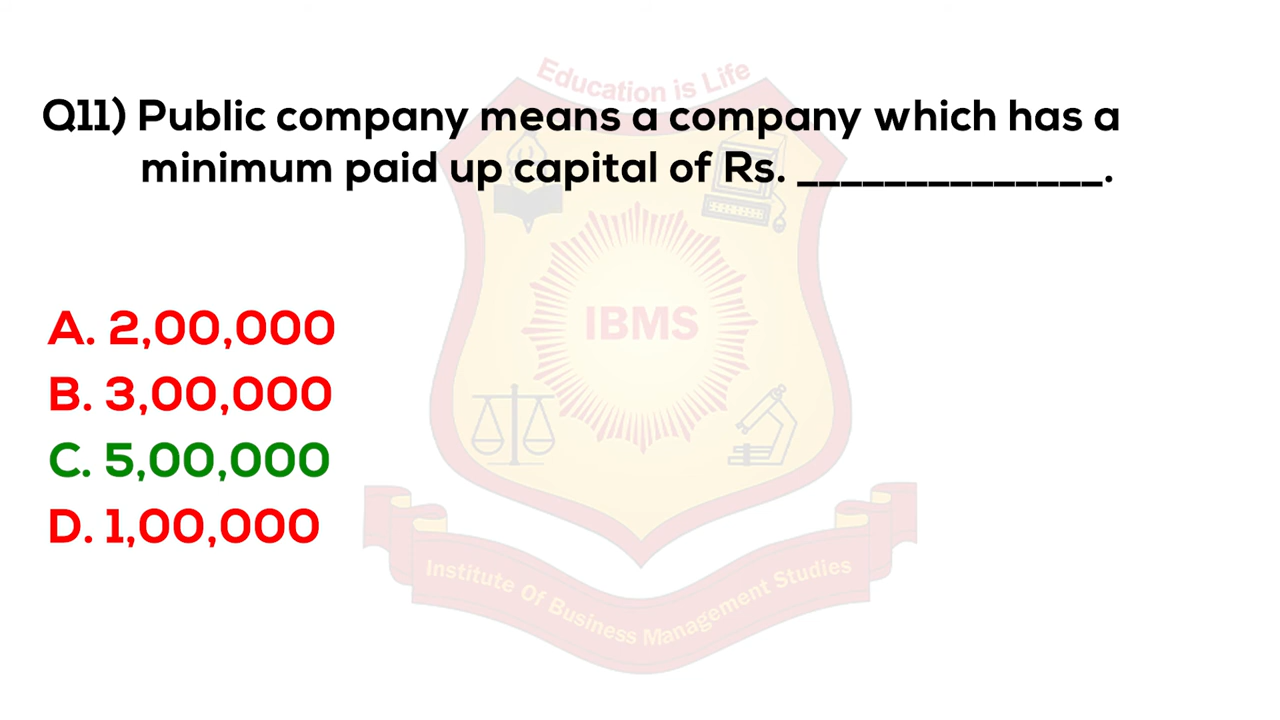 Education is Life
Q11) Public company means a company which has a
minimum paid up capital of Rs. ______________.
IBMS
A. 2,00,000
B. 3,00,000
C. 5,00,000
D. 1,00,000
Institute Of Business Management Studies